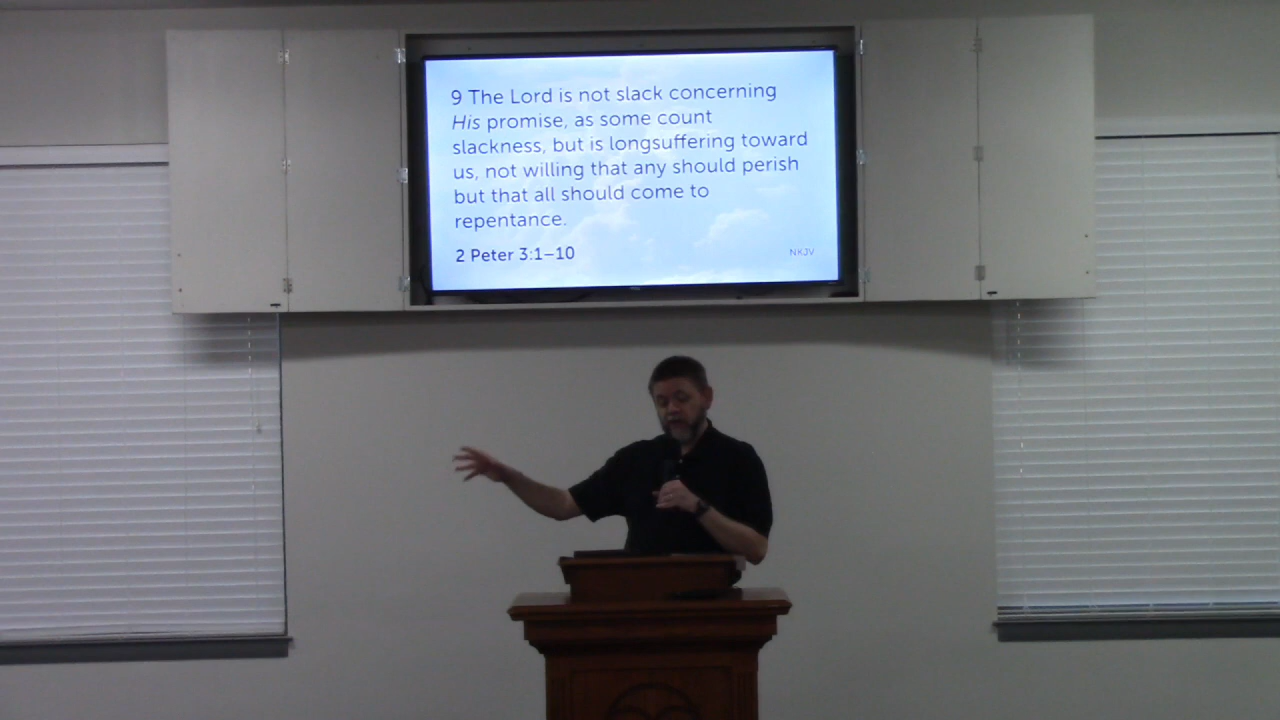 9 The Lord is not slack concerning
His promise, as some count
slackness, but is longsuffering toward
us, not willing that any should perish
but that all should come to
repentance.
2 Peter 3:1–10
NKJV